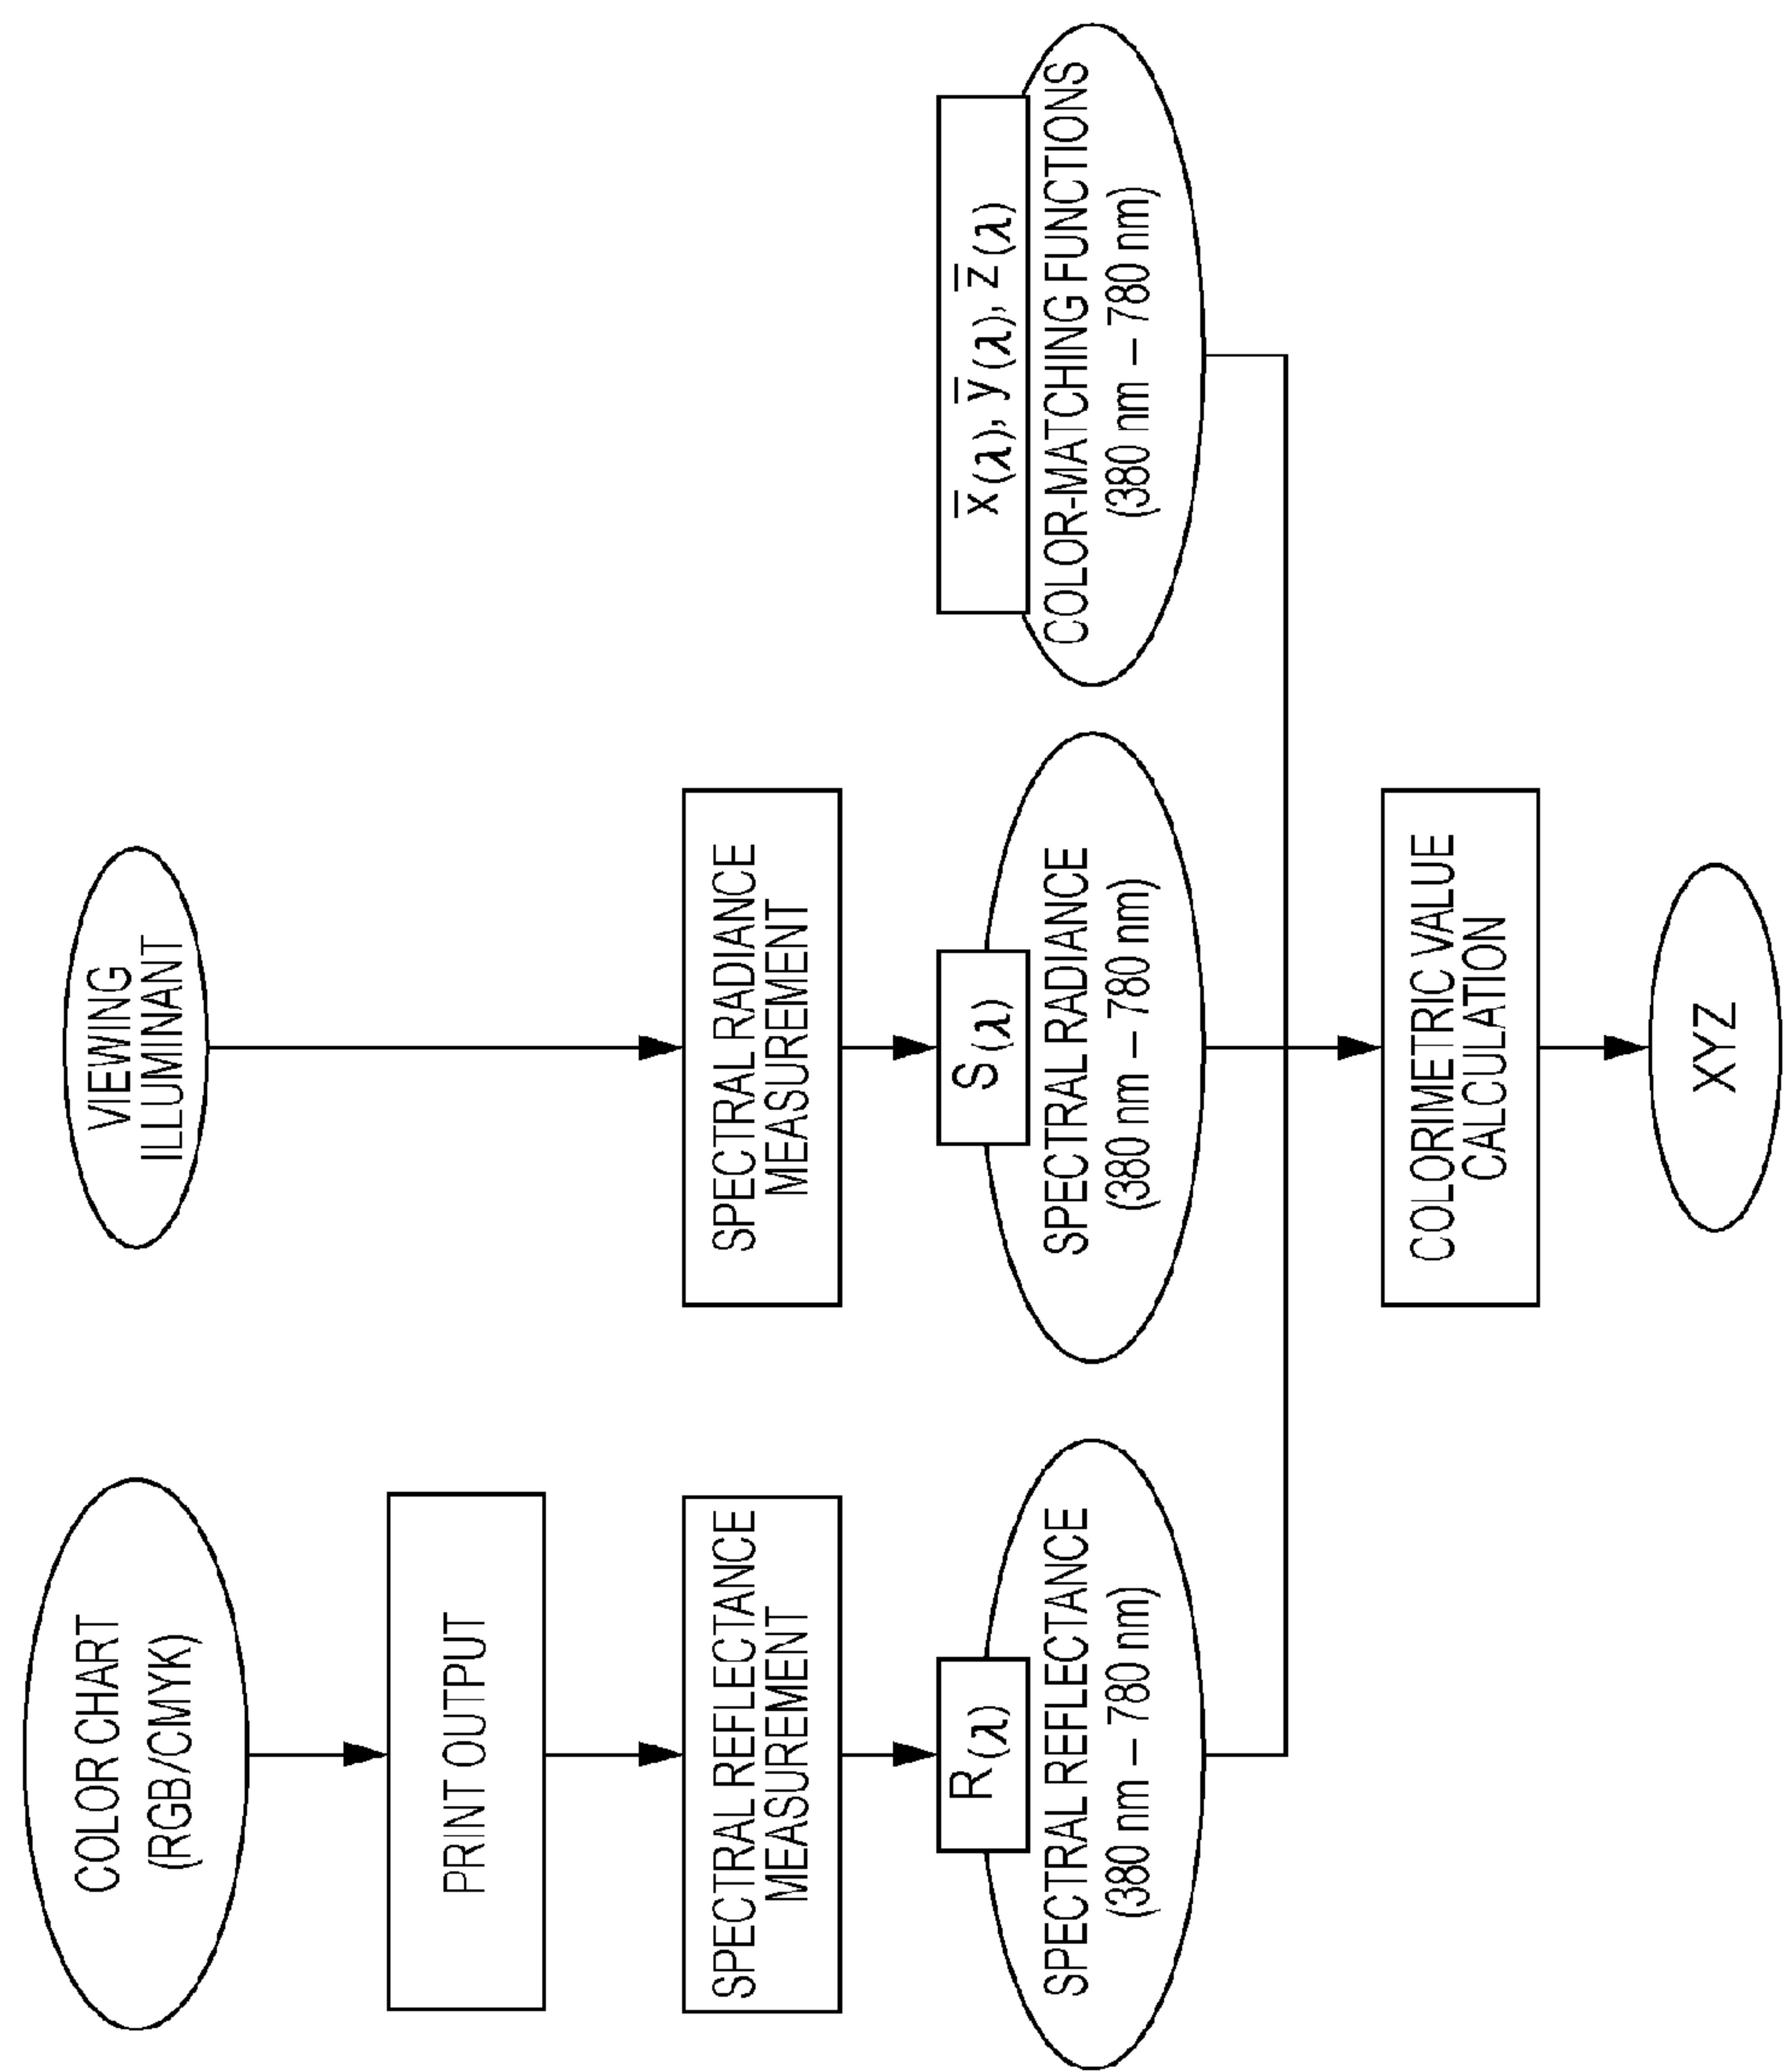 COLOR CHART
(RGB/CMYK)
PRINT OUTPUT
SPECTRAL REFLECTANCE
MEASUREMENT
R(λ)
SPECTRAL REFLECTANCE
(380 nm – 780 nm)
VIEWING
ILLUMINANT
SPECTRAL RADIANCE
MEASUREMENT
S(λ)
SPECTRAL RADIANCE
(380 nm – 780 nm)
x̅(λ), y̅(λ), z̅(λ)
COLOR-MATCHING FUNCTIONS
(380 nm – 780 nm)
COLORIMETRIC VALUE
CALCULATION
XYZ